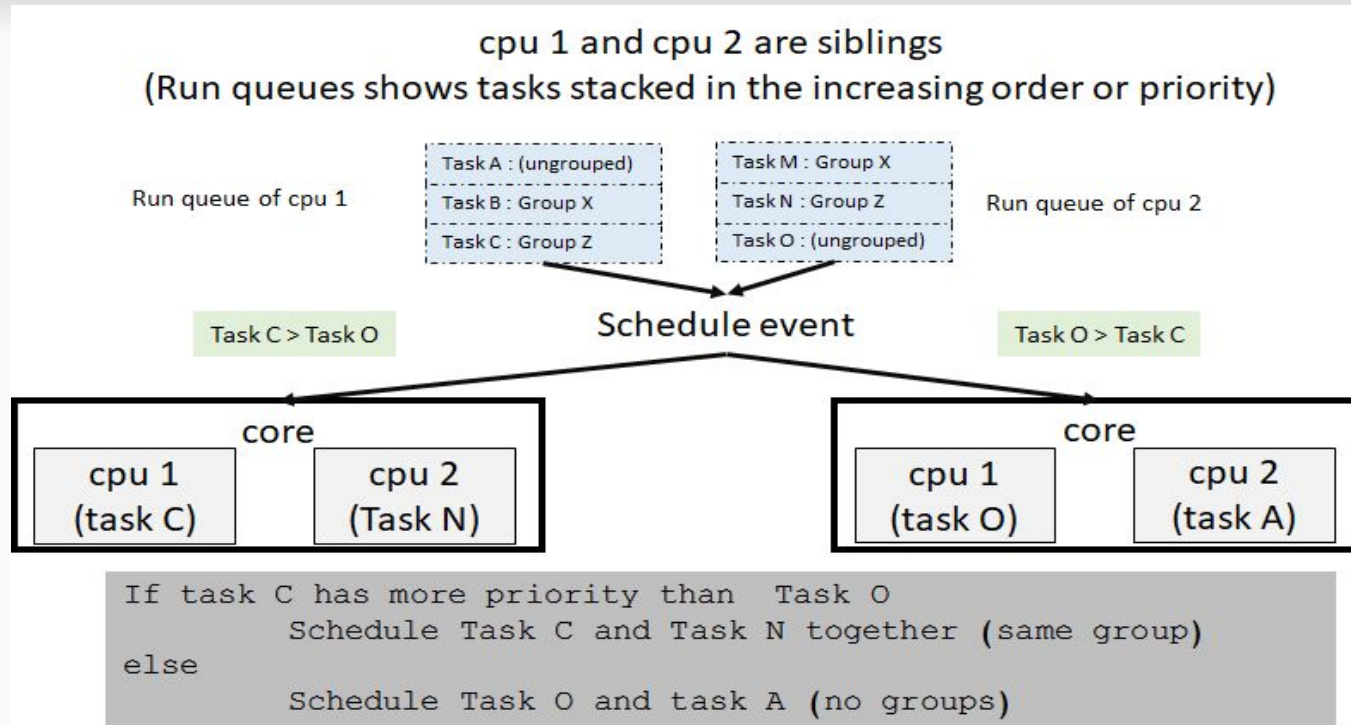 cpu 1 and cpu 2 are siblings
(Run queues shows tasks stacked in the increasing order or priority)
Run queue of cpu 1
Task A : (ungrouped)
Task B : Group X
Task C : Group Z
Task M : Group X
Task N : Group Z
Task O : (ungrouped)
Run queue of cpu 2
Task C > Task O
Schedule event
Task O > Task C
core
cpu 1
(task C)
cpu 2
(Task N)
core
cpu 1
(task O)
cpu 2
(task A)
If task C has more priority than  Task O
        Schedule Task C and Task N together (same group)
else
        Schedule Task O and task A (no groups)